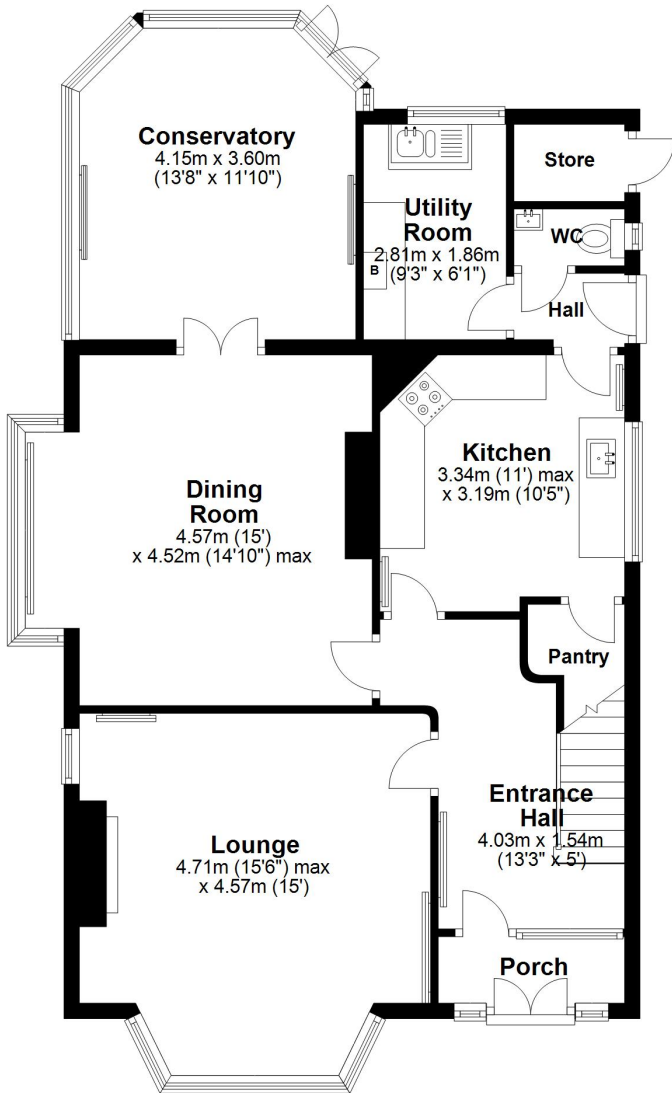 Conservatory
4.15m x 3.60m
(13'8" x 11'10")
Store
Utility
Room
2.81m x 1.86m
(9'3" x 6'1")
B
WC
Hall
Kitchen
3.34m (11') max
x 3.19m (10'5")
Dining
Room
4.57m (15')
x 4.52m (14'10") max
Pantry
Entrance
Hall
4.03m x 1.54m
(13'3" x 5')
Lounge
4.71m (15'6") max
x 4.57m (15')
Porch